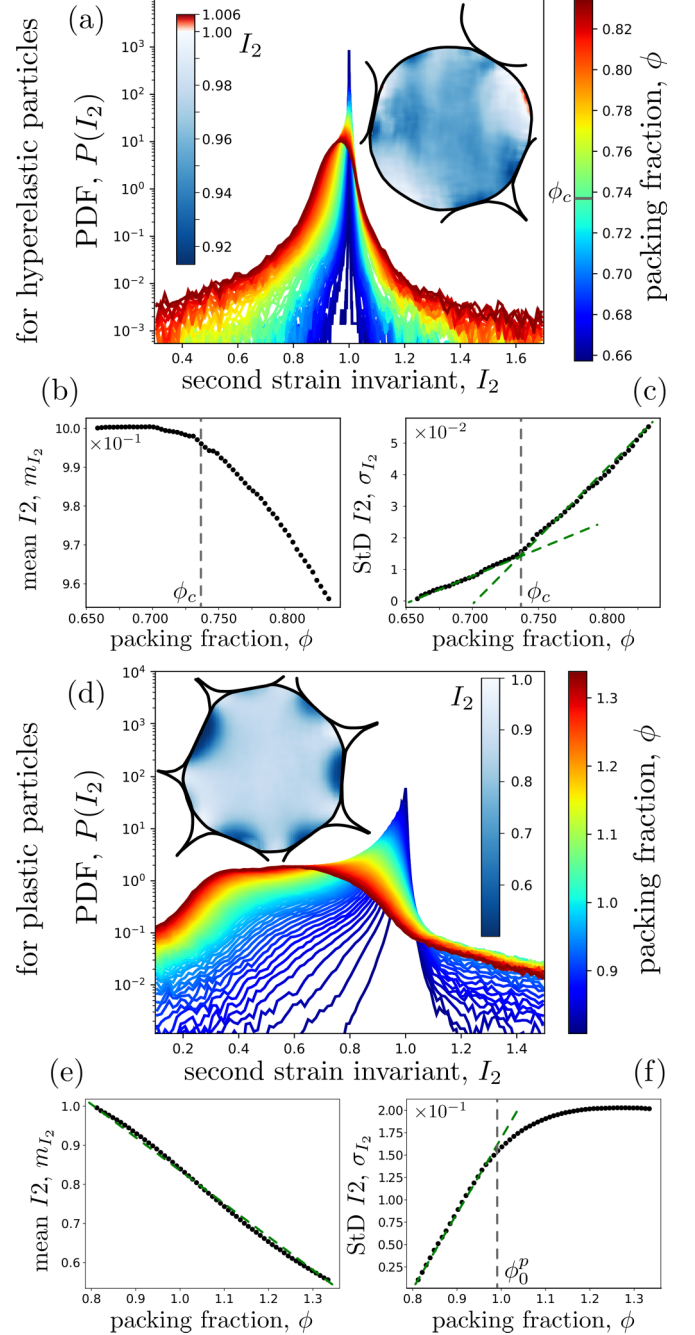 for hyperelastic particles
(a)
PDF, P(I₂)
10³
10²
10¹
10⁰
10⁻¹
10⁻²
10⁻³
1.006
1.00
0.98
0.96
0.94
0.92
I₂
0.4 0.6 0.8 1.0 1.2 1.4 1.6
second strain invariant, I₂
0.82
0.80
0.78
0.76
0.74
0.72
0.70
0.68
0.66
ϕc
packing fraction, ϕ
(b)
mean I2, m_{I₂}
×10⁻¹
10.0
9.9
9.8
9.7
9.6
ϕc
0.650 0.700 0.750 0.800
packing fraction, ϕ
(c)
StD I2, σ_{I₂}
×10⁻²
5
4
3
2
1
0
ϕc
0.650 0.700 0.750 0.800
packing fraction, ϕ
for plastic particles
(d)
PDF, P(I₂)
10⁴
10³
10²
10¹
10⁰
10⁻¹
10⁻²
I₂
1.0
0.9
0.8
0.7
0.6
0.2 0.4 0.6 0.8 1.0 1.2 1.4
second strain invariant, I₂
1.3
1.2
1.1
1.0
0.9
packing fraction, ϕ
(e)
mean I2, m_{I₂}
1.0
0.9
0.8
0.7
0.6
0.8 0.9 1.0 1.1 1.2 1.3
packing fraction, ϕ
(f)
StD I2, σ_{I₂}
×10⁻¹
2.00
1.75
1.50
1.25
1.00
0.75
0.50
0.25
ϕ₀ᵖ
0.8 0.9 1.0 1.1 1.2 1.3
packing fraction, ϕ